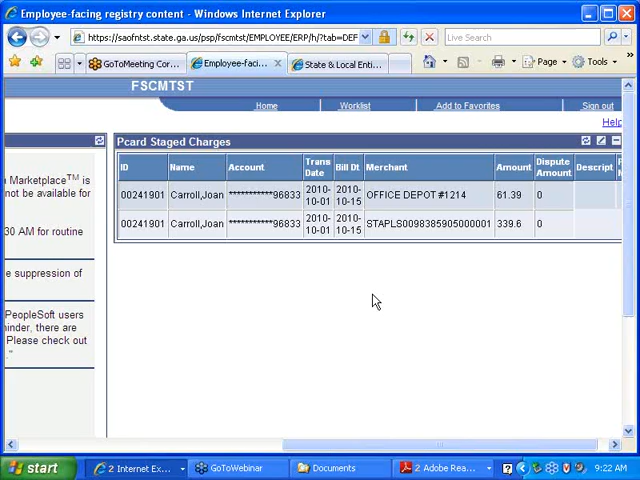 Employee-facing registry content - Windows Internet Explorer
https://saofntst.state.ga.us/psp/fscmtst/EMPLOYEE/ERP/h/?tab=DEF
Live Search
GoToMeeting Cor...
Employee-faci...
State & Local Enti...
Page
Tools
FSCMTST
Home
Worklist
Add to Favorites
Sign out
Help
Marketplace™ is
not be available for
:30 AM for routine
e suppression of
PeopleSoft users
minder, there are
Please check out
."
Pcard Staged Charges
ID Name Account Trans Date Bill Dt Merchant Amount Dispute Amount Descript
00241901 Carroll,Joan ***********96833 2010-10-01 2010-10-15 OFFICE DEPOT #1214 61.39 0
00241901 Carroll,Joan ***********96833 2010-10-01 2010-10-15 STAPLS0098385905000001 339.6 0
start
2 Internet Ex...
GoToWebinar
Documents
2 Adobe Rea...
9:22 AM